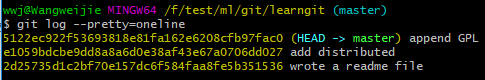 wwj@Wangweijie MINGW64 /f/test/ml/git/learngit (master)
$ git log --pretty=oneline
5122ec922f53693818e81fa162e6208cfb97fac0 (HEAD -> master) append GPL
e1059bdcbe9dd8a8a6d0e38af43e67a0706dd027 add distributed
2d25735d1c2bf70e157dc6f584faa8fe5b351536 wrote a readme file